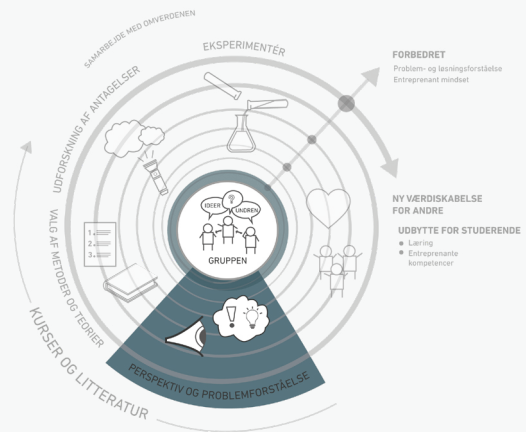 SAMARBEJDE MED OMVERDENEN
EKSPERIMENTÉR
UDFORSKNING AF ANTAGELSER
VALG AF METODER OG TEORIER
KURSER OG LITTERATUR
PERSPEKTIV OG PROBLEMFORSTÅELSE
IDEER
?
UNDREN
GRUPPEN
1.
2.
3.
!
FORBEDRET
Problem- og løsningsforståelse
Entreprenant mindset
NY VÆRDISKABELSE
FOR ANDRE
UDBYTTE FOR STUDERENDE
Læring
Entreprenante
kompetencer